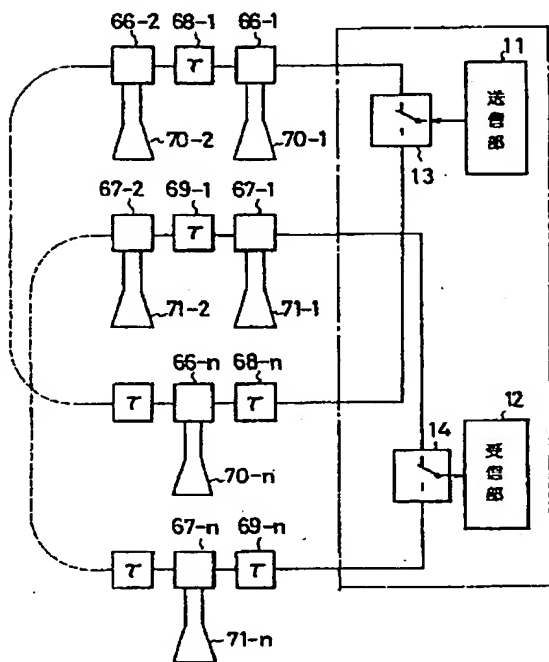 66-2
68-1
66-1
τ
70-2
70-1
11
送信部
13
67-2
69-1
67-1
τ
71-2
71-1
66-n
68-n
τ
τ
70-n
12
受信部
14
67-n
69-n
τ
τ
71-n